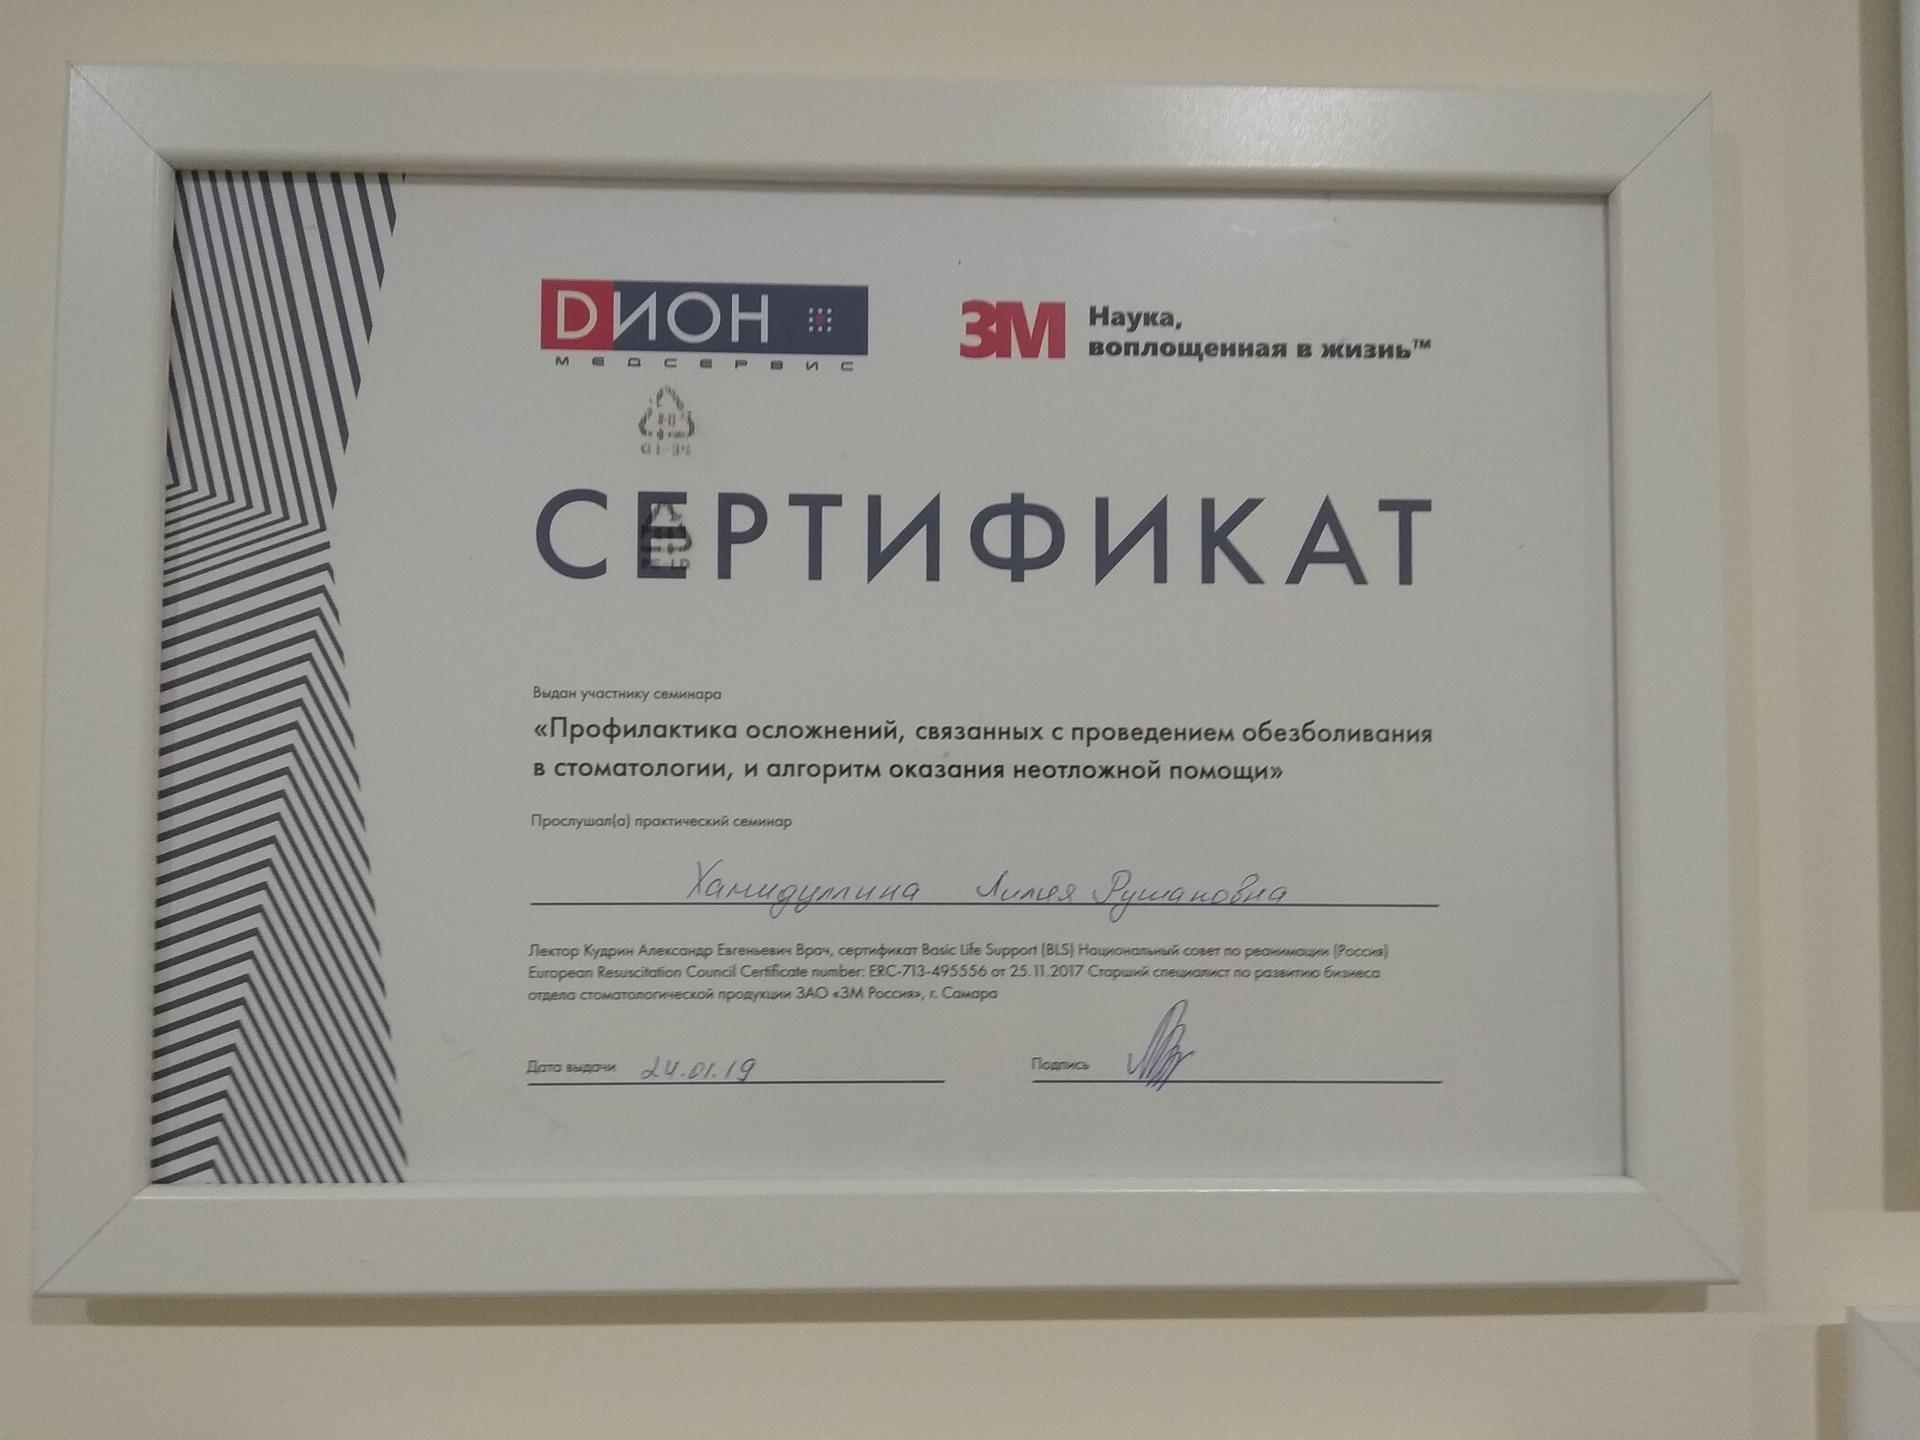 DИОН
МЕДСЕРВИС
3M Наука,
воплощенная в жизнь™
СЕРТИФИКАТ
PE-LD
Выдан участнику семинара
«Профилактика осложнений, связанных с проведением обезболивания
в стоматологии, и алгоритм оказания неотложной помощи»
Прослушал(а) практический семинар
Хамидуллина Лилия Рушановна
Лектор Кудрин Александр Евгеньевич Врач, сертификат Basic Life Support (BLS) Национальный совет по реанимации (Россия)
European Resuscitation Council Certificate number: ERC-713-495556 от 25.11.2017 Старший специалист по развитию бизнеса
отдела стоматологической продукции ЗАО «3М Россия», г. Самара
Дата выдачи 24.01.19
Подпись